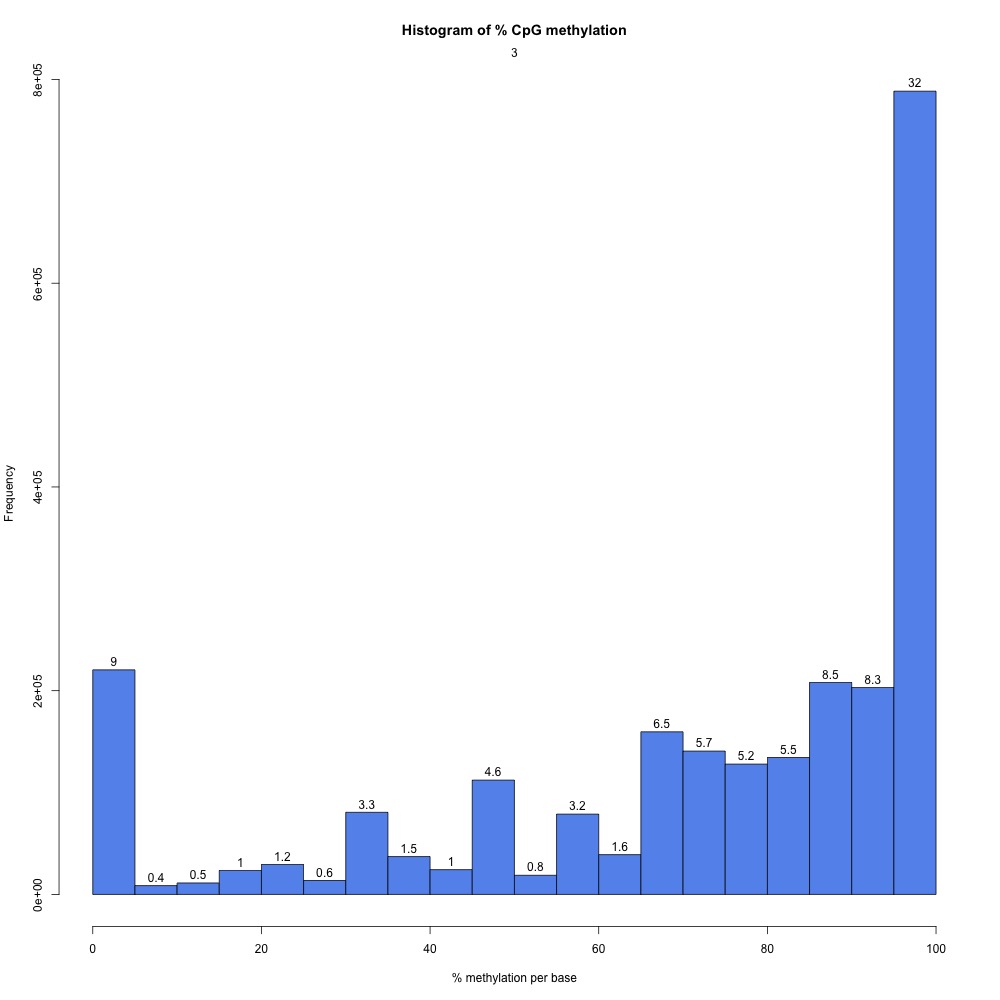 Histogram of % CpG methylation
3
8e+05
6e+05
4e+05
2e+05
0e+00
Frequency
9
0.4
0.5
1
1.2
0.6
3.3
1.5
1
4.6
0.8
3.2
1.6
6.5
5.7
5.2
5.5
8.5
8.3
32
0 20 40 60 80 100
% methylation per base